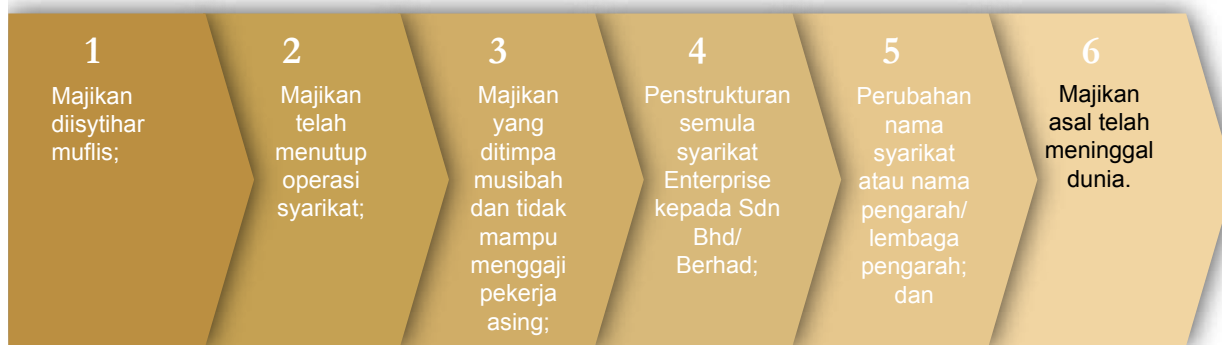 1
Majikan
diisytihar
muflis;
2
Majikan
telah
menutup
operasi
syarikat;
3
Majikan
yang
ditimpa
musibah
dan tidak
mampu
menggaji
pekerja
asing;
4
Penstrukturan
semula
syarikat
Enterprise
kepada Sdn
Bhd/
Berhad;
5
Perubahan
nama
syarikat
atau nama
pengarah/
lembaga
pengarah;
dan
6
Majikan
asal telah
meninggal
dunia.